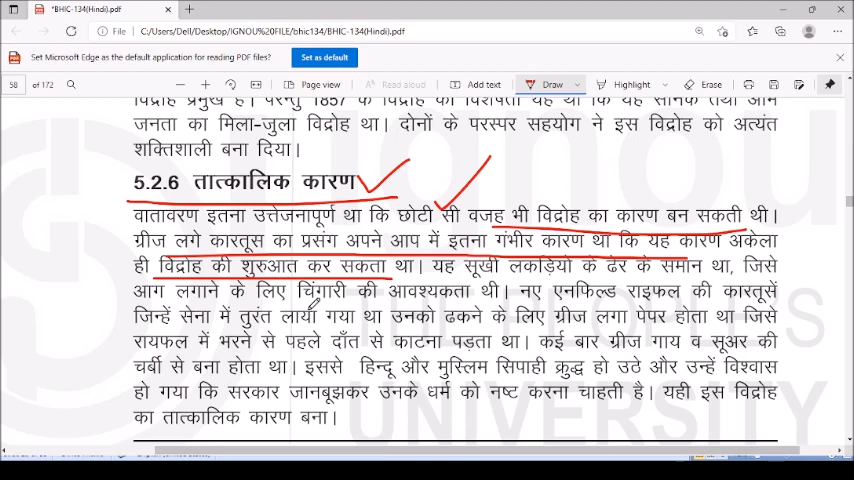 *BHIC-134(Hindi).pdf
File
C:/Users/Dell/Desktop/IGNOU %20FILE/bhic134/BHIC-134(Hindi).pdf
Set Microsoft Edge as the default application for reading PDF files?
Set as default
58 of 172
Page view
Read aloud
Add text
Draw
Highlight
Erase
विद्रोह प्रमुख है। परन्तु 1857 के विद्रोह की विशेषता यह थी कि यह सैनिक तथा आम
जनता का मिला-जुला विद्रोह था। दोनों के परस्पर सहयोग ने इस विद्रोह को अत्यंत
शक्तिशाली बना दिया।
5.2.6 तात्कालिक कारण
वातावरण इतना उत्तेजनापूर्ण था कि छोटी सी वजह भी विद्रोह का कारण बन सकती थी।
ग्रीज लगे कारतूस का प्रसंग अपने आप में इतना गंभीर कारण था कि यह कारण अकेला
ही विद्रोह की शुरुआत कर सकता था। यह सूखी लकड़ियो के ढेर के समान था, जिसे
आग लगाने के लिए चिंगारी की आवश्यकता थी। नए एनफिल्ड राइफल की कारतूसें
जिन्हें सेना में तुरंत लाया गया था उनको ढकने के लिए ग्रीज लगा पेपर होता था जिसे
रायफल में भरने से पहले दाँत से काटना पड़ता था। कई बार ग्रीज गाय व सूअर की
चर्बी से बना होता था। इससे हिन्दू और मुस्लिम सिपाही क्रुद्ध हो उठे और उन्हें विश्वास
हो गया कि सरकार जानबूझकर उनके धर्म को नष्ट करना चाहती है। यही इस विद्रोह
का तात्कालिक कारण बना।
ignou
THE PEOPLE'S
UNIVERSITY